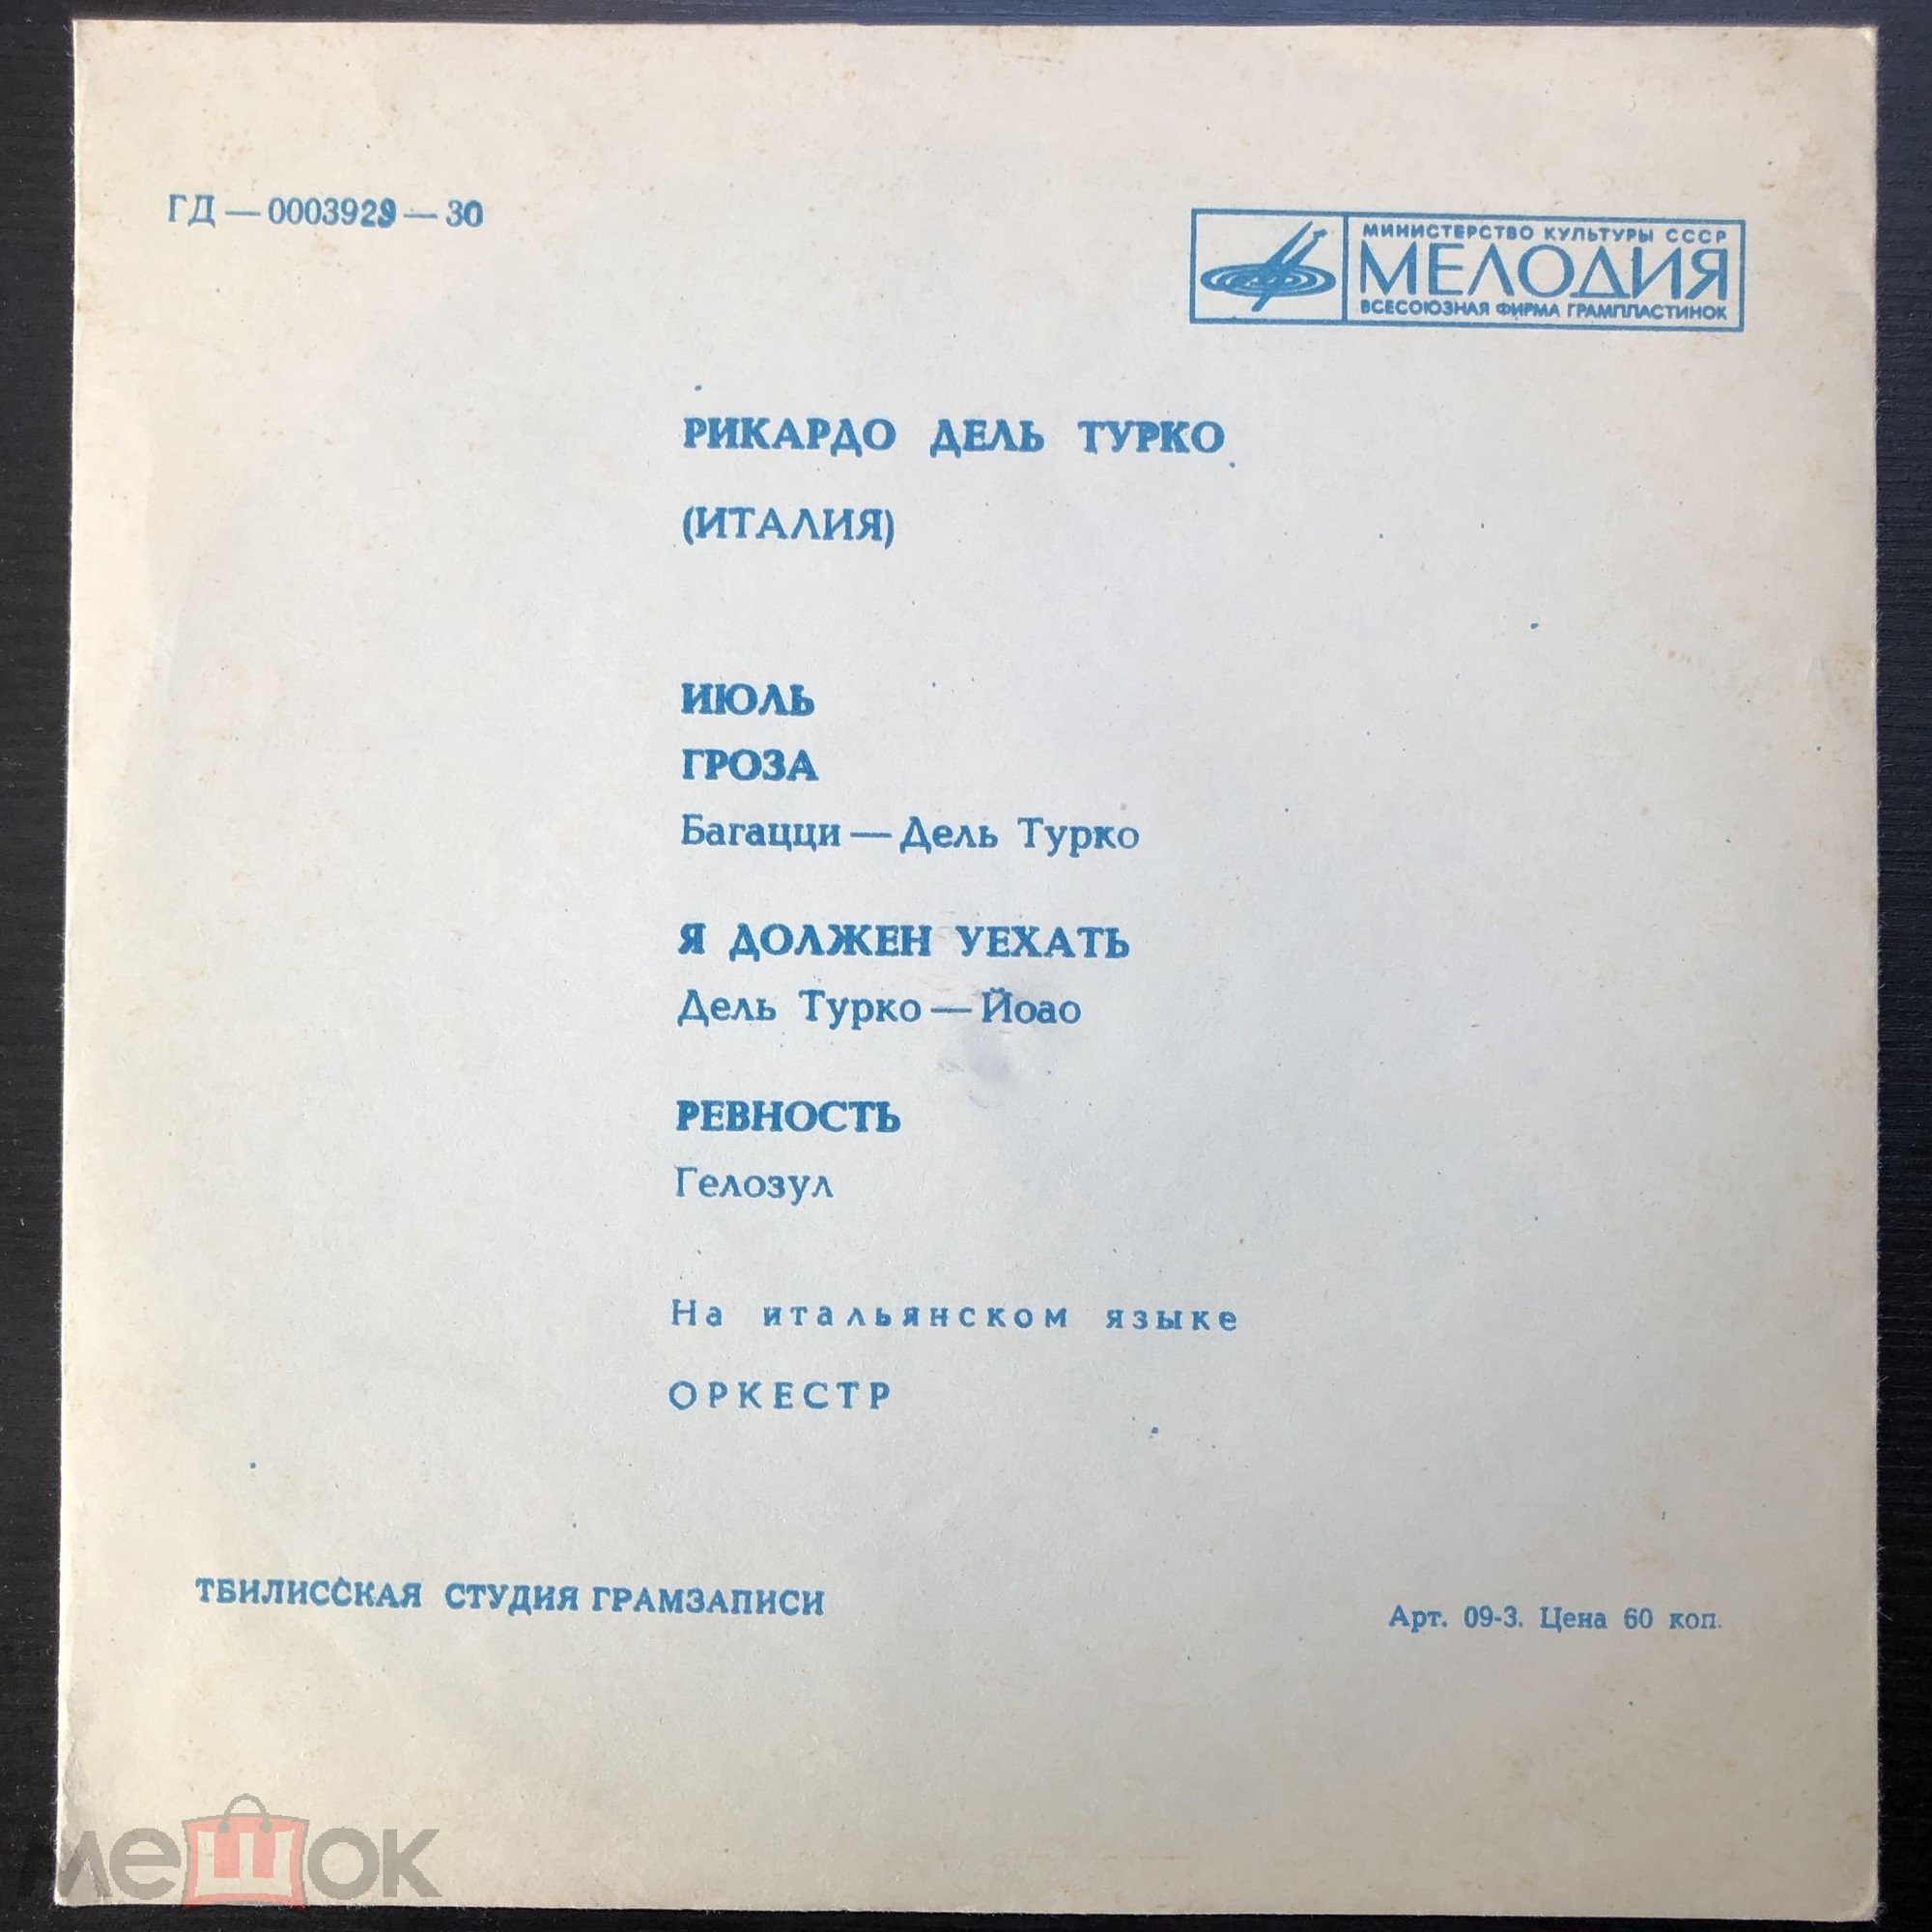 ГД — 0003929 — 30
МИНИСТЕРСТВО КУЛЬТУРЫ СССР
МЕЛОДИЯ
ВСЕСОЮЗНАЯ ФИРМА ГРАМПЛАСТИНОК
РИКАРДО ДЕЛЬ ТУРКО
(ИТАЛИЯ)
ИЮЛЬ
ГРОЗА
Багацци — Дель Турко
Я ДОЛЖЕН УЕХАТЬ
Дель Турко — Йоао
РЕВНОСТЬ
Гелозул
На итальянском языке
ОРКЕСТР
ТБИЛИССКАЯ СТУДИЯ ГРАМЗАПИСИ
Арт. 09-3. Цена 60 коп.
мешок